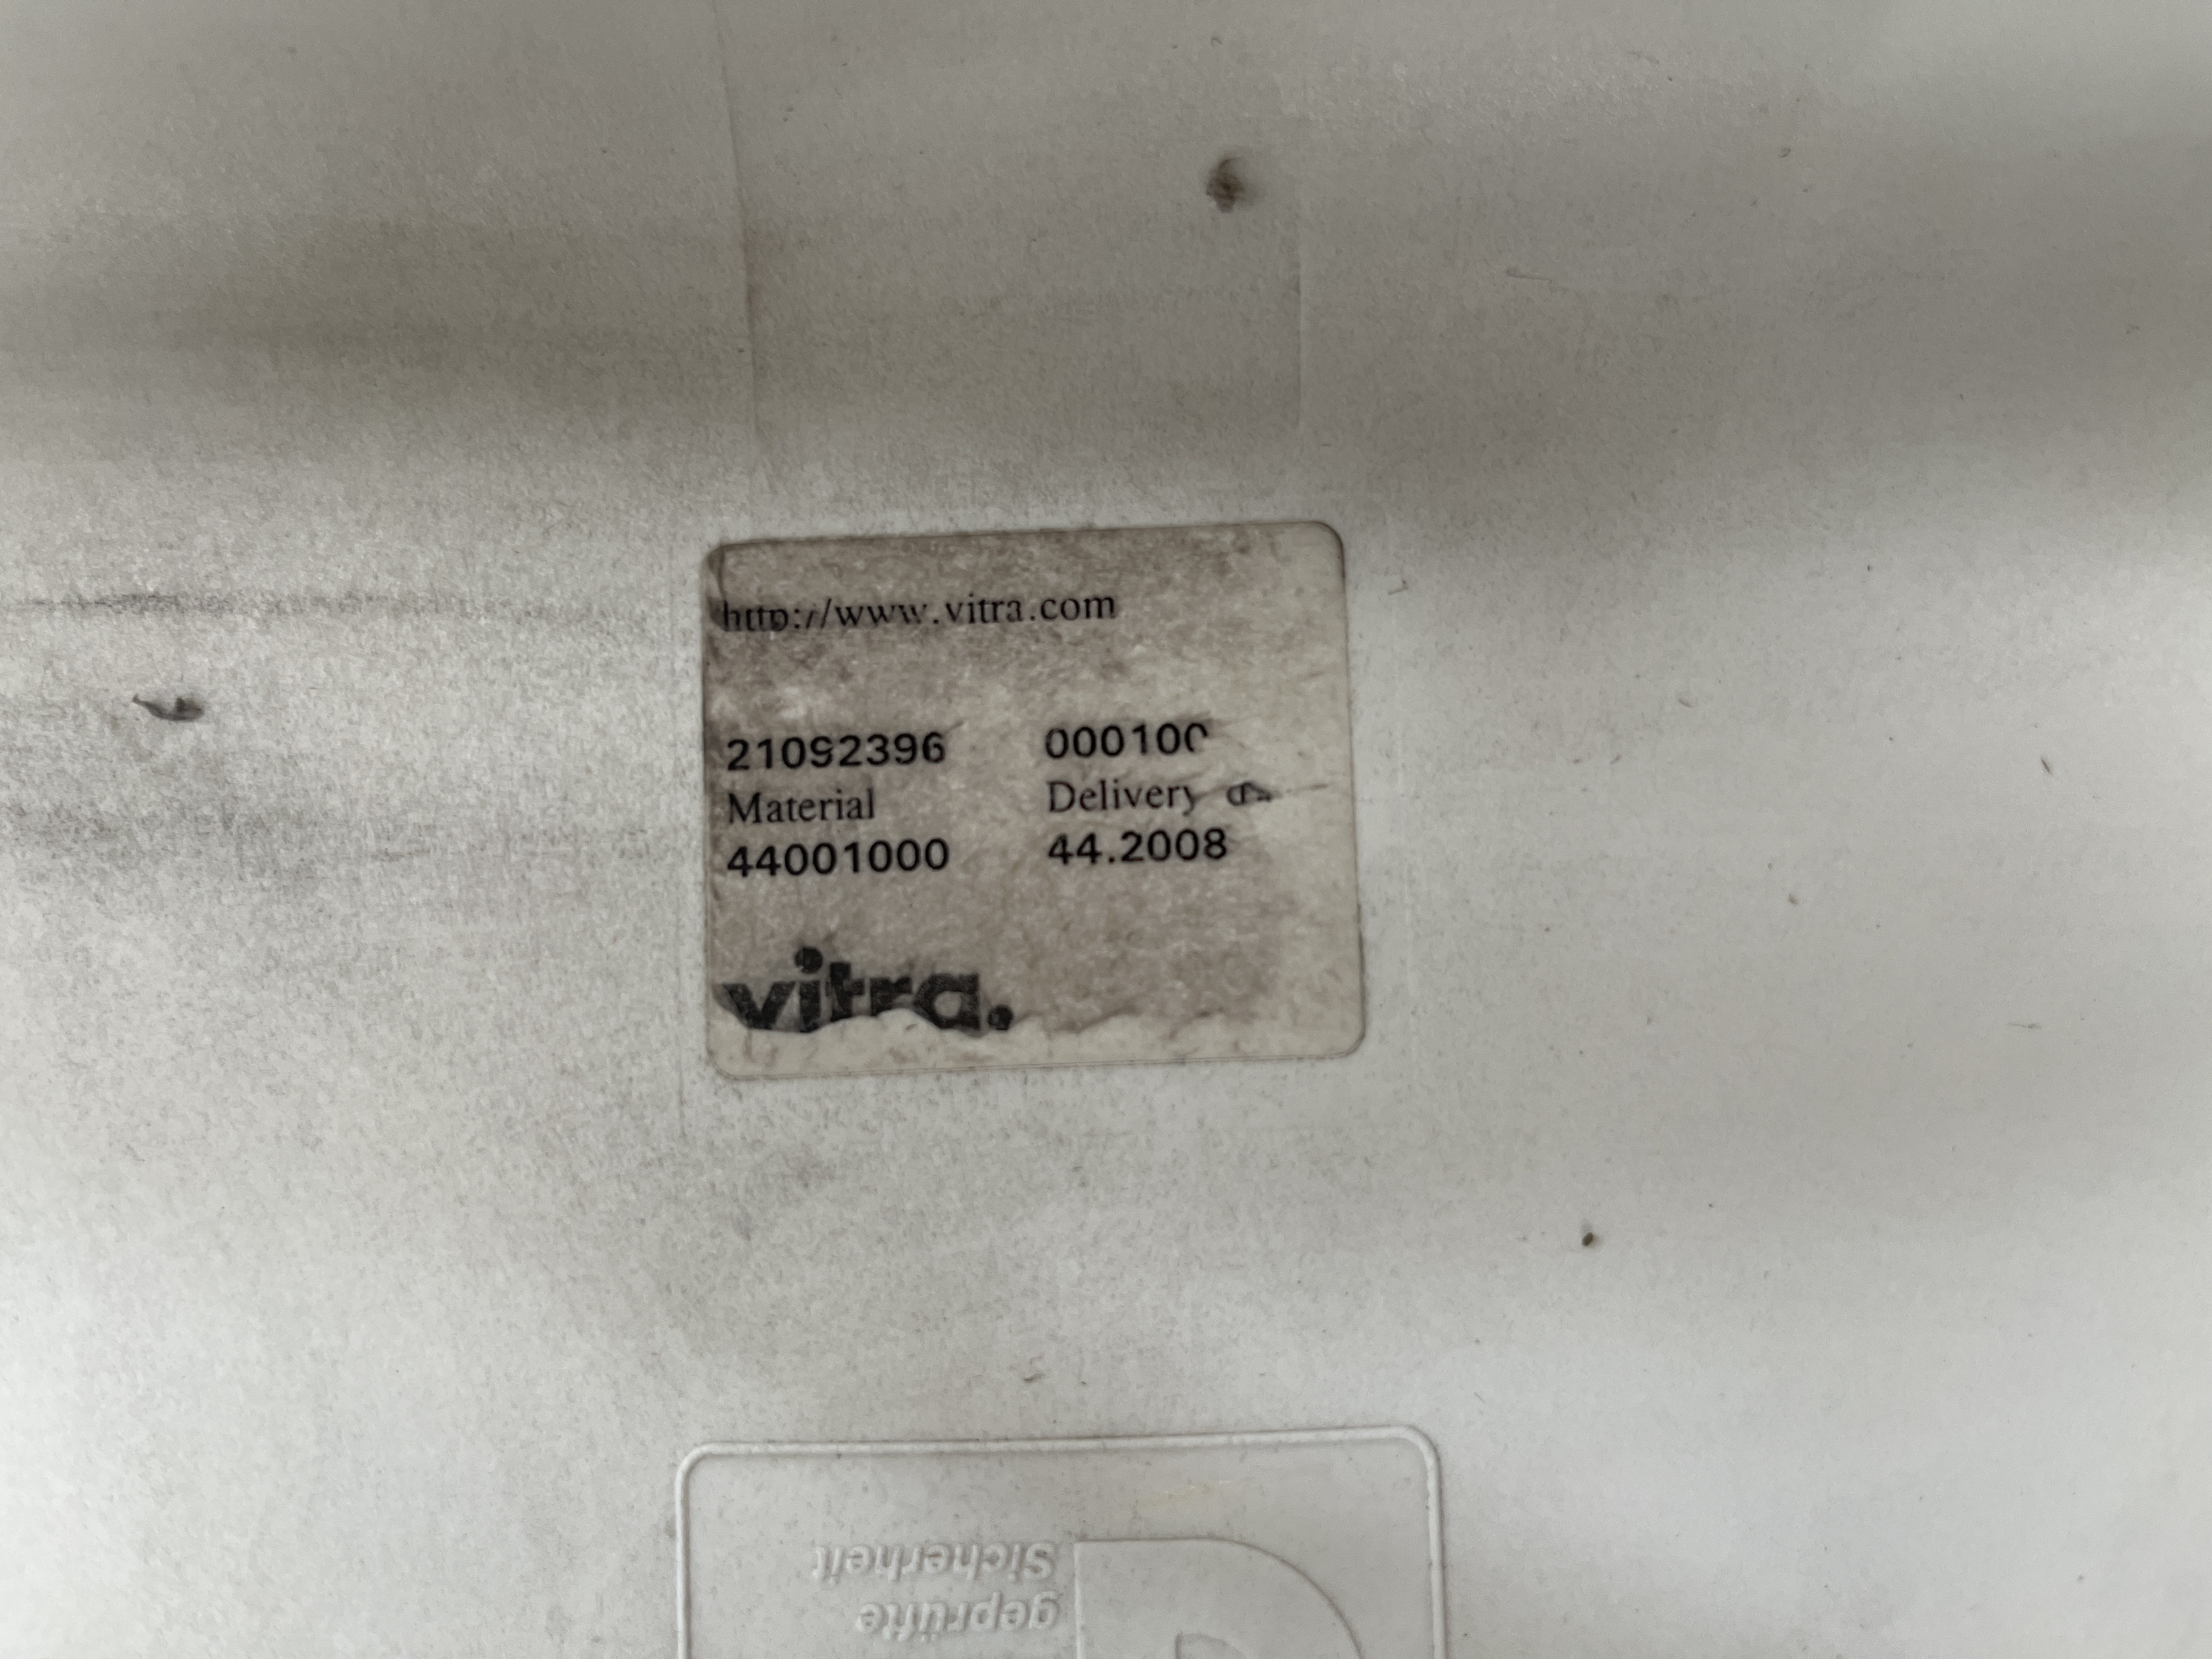 http://www.vitra.com
21092396 000100
Material Delivery
44001000 44.2008
vitra.
geprüfte
Sicherheit